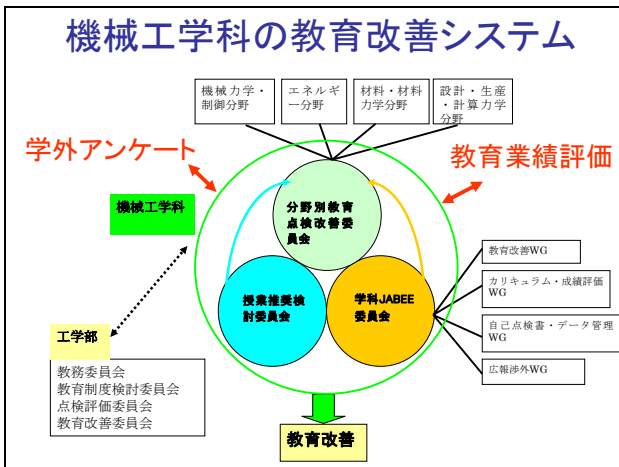 機械工学科の教育改善システム
機械力学・
制御分野
エネルギ
ー分野
材料・材料
力学分野
設計・生産
・計算力学
分野
学外アンケート
教育業績評価
機械工学科
分野別教育
点検改善委
員会
授業推奨検
討委員会
学科JABEE
委員会
教育改善WG
カリキュラム・成績評価
WG
自己点検書・データ管理
WG
広報渉外WG
工学部
教務委員会
教育制度検討委員会
点検評価委員会
教育改善委員会
教育改善